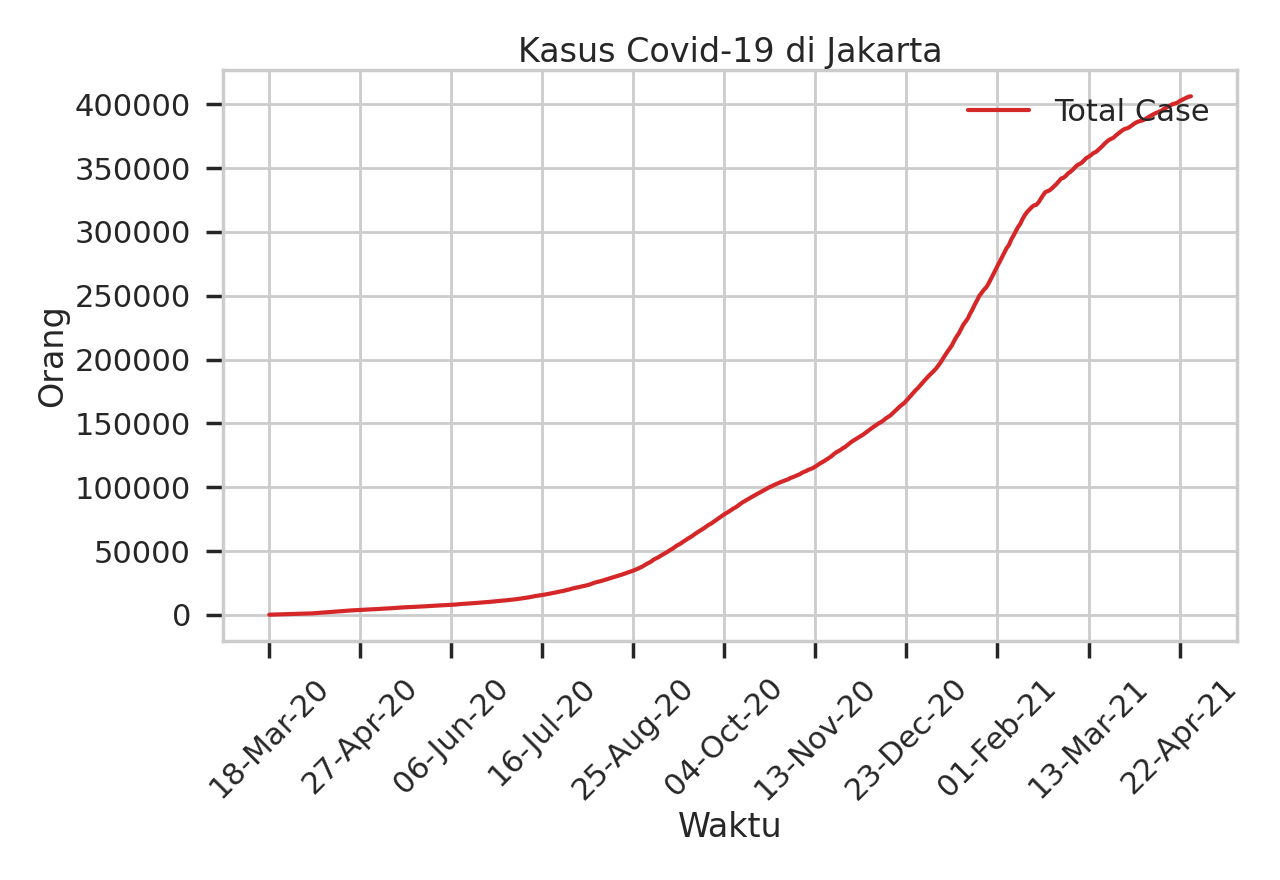 Kasus Covid-19 di Jakarta
Total Case
Orang
400000
350000
300000
250000
200000
150000
100000
50000
0
18-Mar-20
27-Apr-20
06-Jun-20
16-Jul-20
25-Aug-20
04-Oct-20
13-Nov-20
23-Dec-20
01-Feb-21
13-Mar-21
22-Apr-21
Waktu